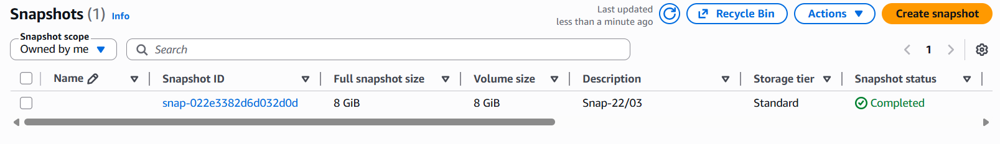 Snapshots (1) Info
Last updated
less than a minute ago
Recycle Bin
Actions
Create snapshot
Snapshot scope
Owned by me
Search
1
Name Snapshot ID Full snapshot size Volume size Description Storage tier Snapshot status
snap-022e3382d6d032d0d 8 GiB 8 GiB Snap-22/03 Standard Completed